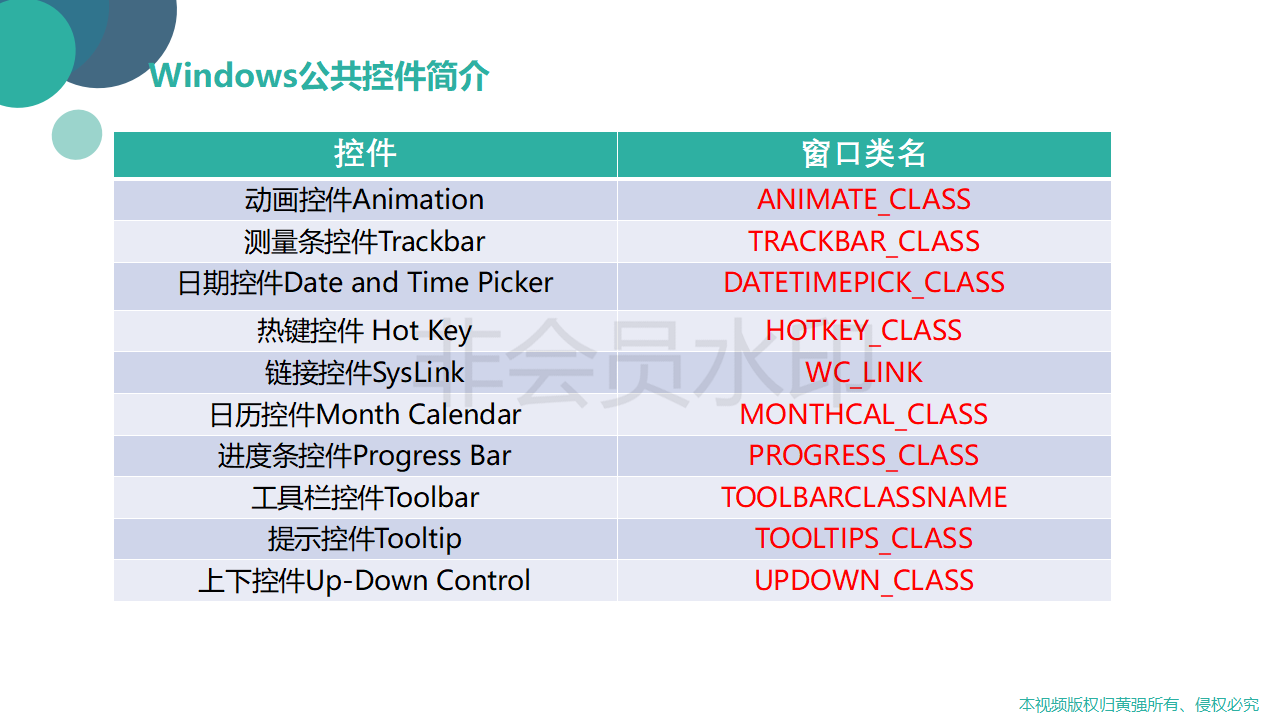 Windows公共控件简介
控件 窗口类名
动画控件Animation ANIMATE_CLASS
测量条控件Trackbar TRACKBAR_CLASS
日期控件Date and Time Picker DATETIMEPICK_CLASS
热键控件 Hot Key HOTKEY_CLASS
链接控件SysLink WC_LINK
日历控件Month Calendar MONTHCAL_CLASS
进度条控件Progress Bar PROGRESS_CLASS
工具栏控件Toolbar TOOLBARCLASSNAME
提示控件Tooltip TOOLTIPS_CLASS
上下控件Up-Down Control UPDOWN_CLASS
非会员水印
本视频版权归黄强所有、侵权必究